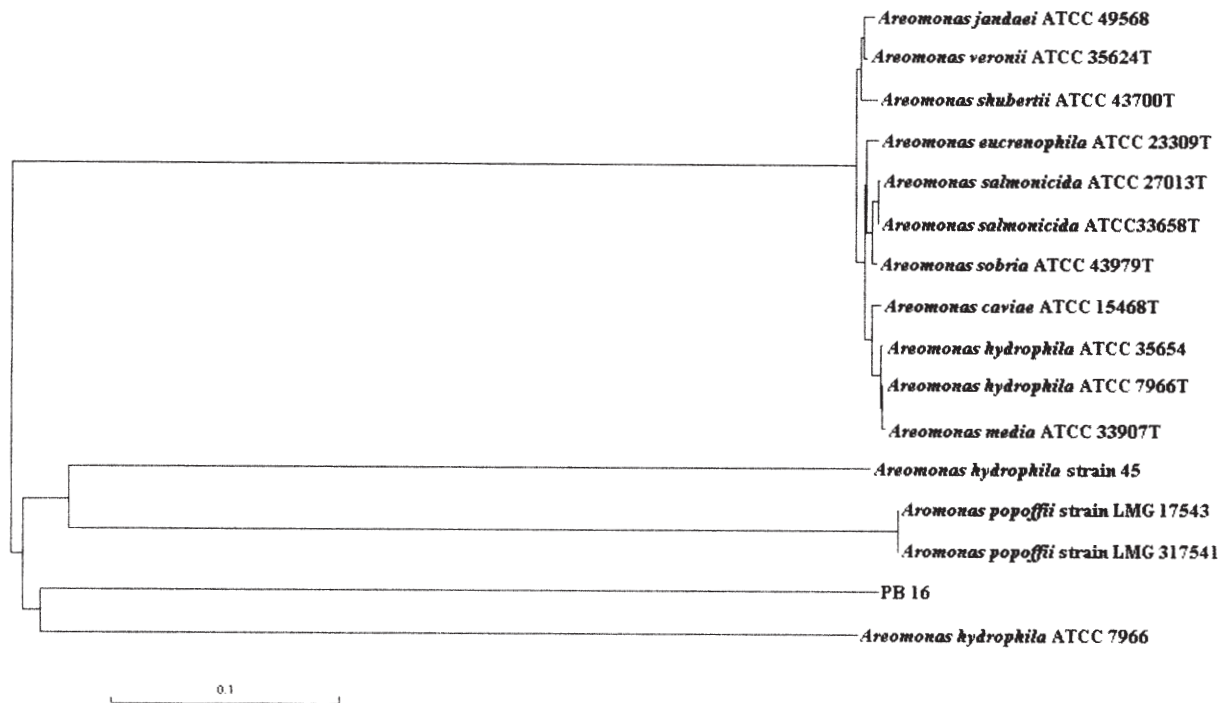 Areomonas jandaei ATCC 49568
Areomonas veronii ATCC 35624T
Areomonas shubertii ATCC 43700T
Areomonas eucrenophila ATCC 23309T
Areomonas salmonicida ATCC 27013T
Areomonas salmonicida ATCC33658T
Areomonas sobria ATCC 43979T
Areomonas caviae ATCC 15468T
Areomonas hydrophila ATCC 35654
Areomonas hydrophila ATCC 7966T
Areomonas media ATCC 33907T
Areomonas hydrophila strain 45
Aromonas popoffii strain LMG 17543
Aromonas popoffii strain LMG 317541
PB 16
Areomonas hydrophila ATCC 7966
0.1